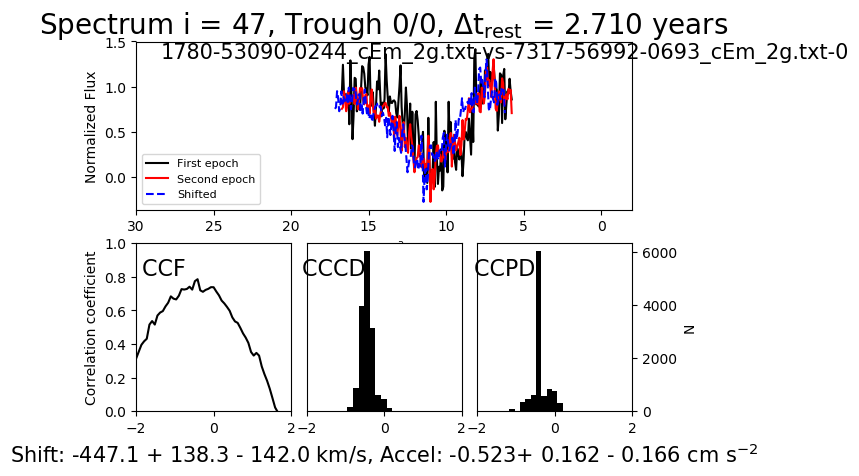 Spectrum i = 47, Trough 0/0, Δt_rest = 2.710 years
1780-53090-0244_cEm_2g.txt-vs-7317-56992-0693_cEm_2g.txt-0
1.5
1.0
0.5
0.0
Normalized Flux
First epoch
Second epoch
Shifted
30 25 20 15 10 5 0
1.0
0.8
0.6
0.4
0.2
0.0
Correlation coefficient
CCF
CCCD
CCPD
6000
4000
2000
0
N
−2 0 2
−2 0 2
−2 0 2
Shift: -447.1 + 138.3 - 142.0 km/s, Accel: -0.523+ 0.162 - 0.166 cm s⁻²